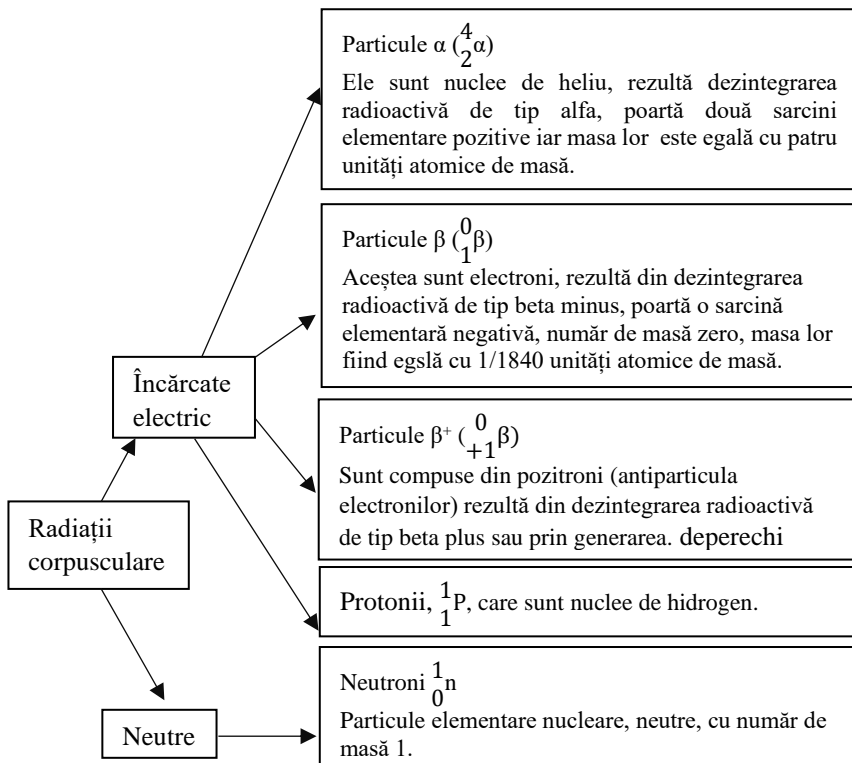 Particule α (⁴₂α)
Ele sunt nuclee de heliu, rezultă dezintegrarea
radioactivă de tip alfa, poartă două sarcini
elementare pozitive iar masa lor este egală cu patru
unități atomice de masă.
Particule β (⁰₁β)
Aceștea sunt electroni, rezultă din dezintegrarea
radioactivă de tip beta minus, poartă o sarcină
elementară negativă, număr de masă zero, masa lor
fiind egslă cu 1/1840 unități atomice de masă.
Încărcate
electric
Particule β⁺ (⁰₊₁β)
Sunt compuse din pozitroni (antiparticula
electronilor) rezultă din dezintegrarea radioactivă
de tip beta plus sau prin generarea. deperechi
Radiații
corpusculare
Protonii, ¹₁P, care sunt nuclee de hidrogen.
Neutroni ¹₀n
Particule elementare nucleare, neutre, cu număr de
masă 1.
Neutre